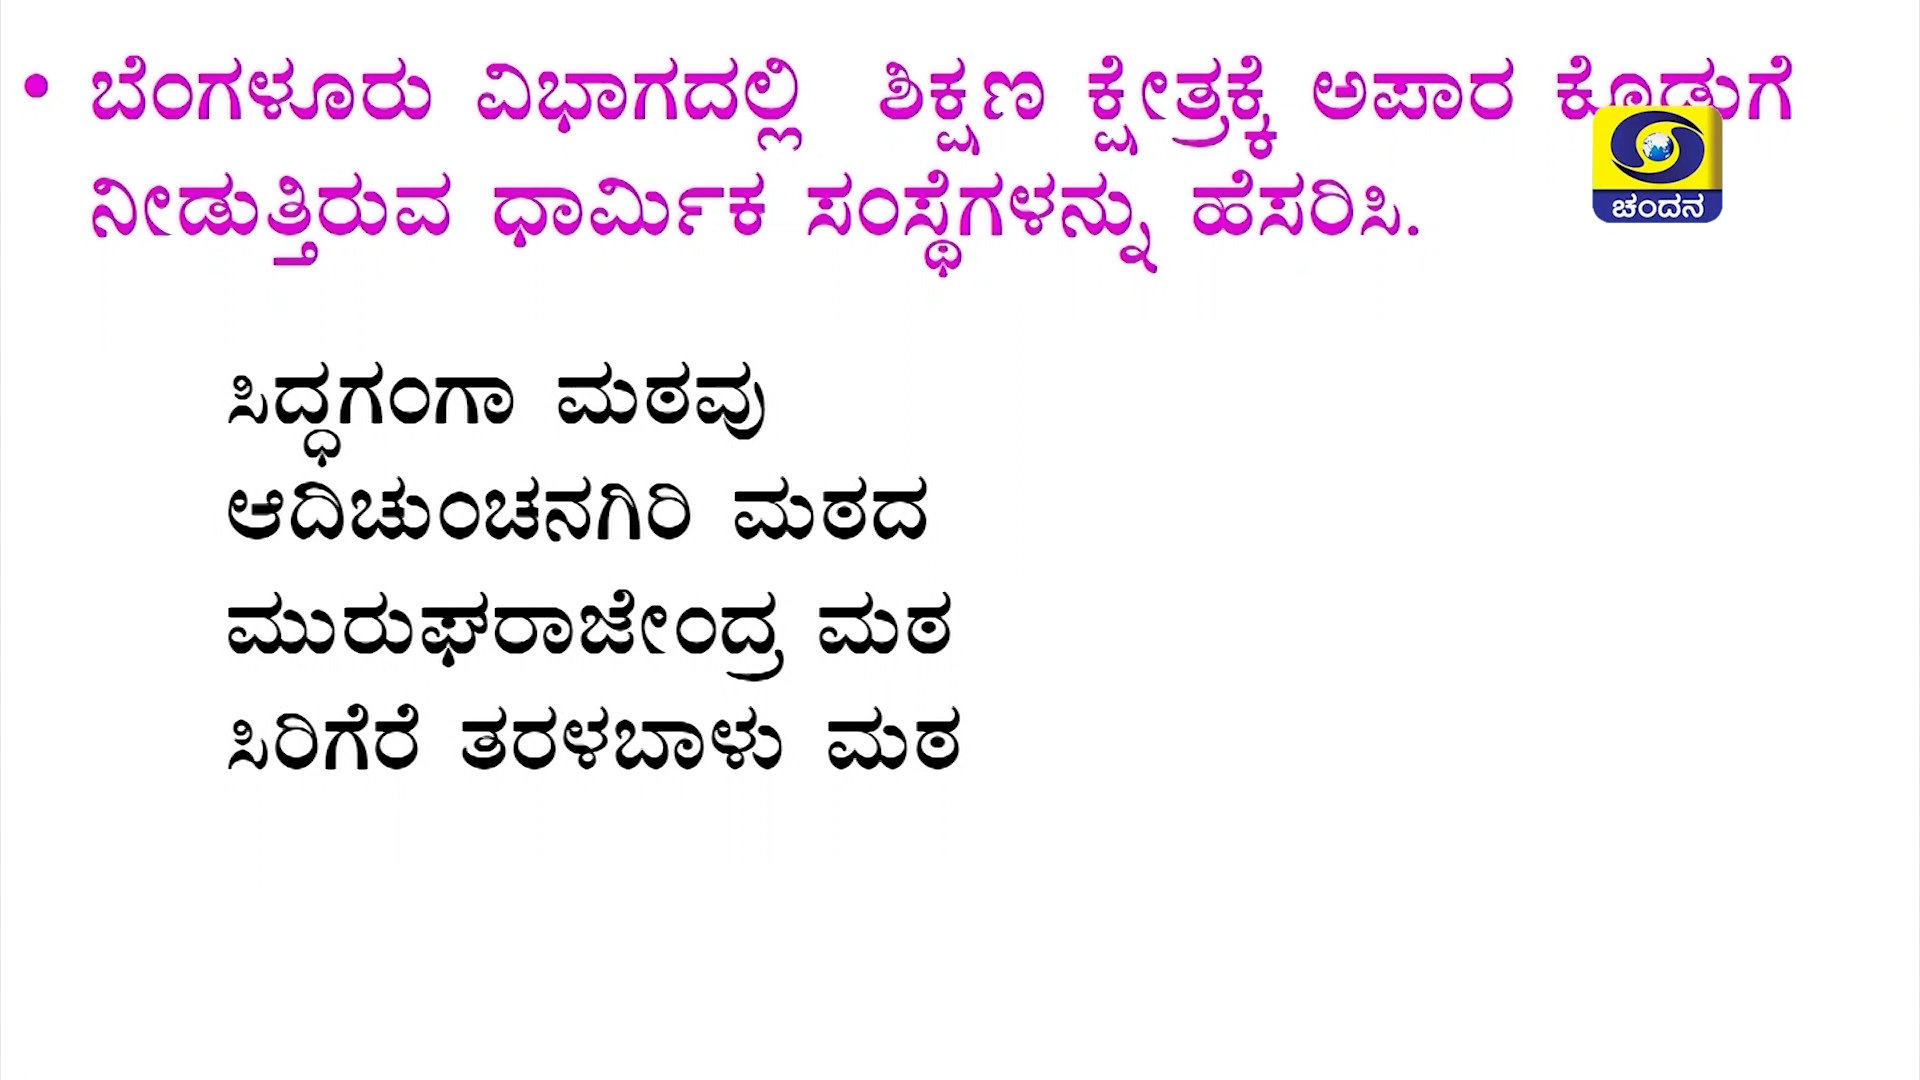 • ಬೆಂಗಳೂರು ವಿಭಾಗದಲ್ಲಿ ಶಿಕ್ಷಣ ಕ್ಷೇತ್ರಕ್ಕೆ ಅಪಾರ ಕೊಡುಗೆ
ನೀಡುತ್ತಿರುವ ಧಾರ್ಮಿಕ ಸಂಸ್ಥೆಗಳನ್ನು ಹೆಸರಿಸಿ.
ಚಂದನ
ಸಿದ್ಧಗಂಗಾ ಮಠವು
ಆದಿಚುಂಚನಗಿರಿ ಮಠದ
ಮುರುಘರಾಜೇಂದ್ರ ಮಠ
ಸಿರಿಗೆರೆ ತರಳಬಾಳು ಮಠ